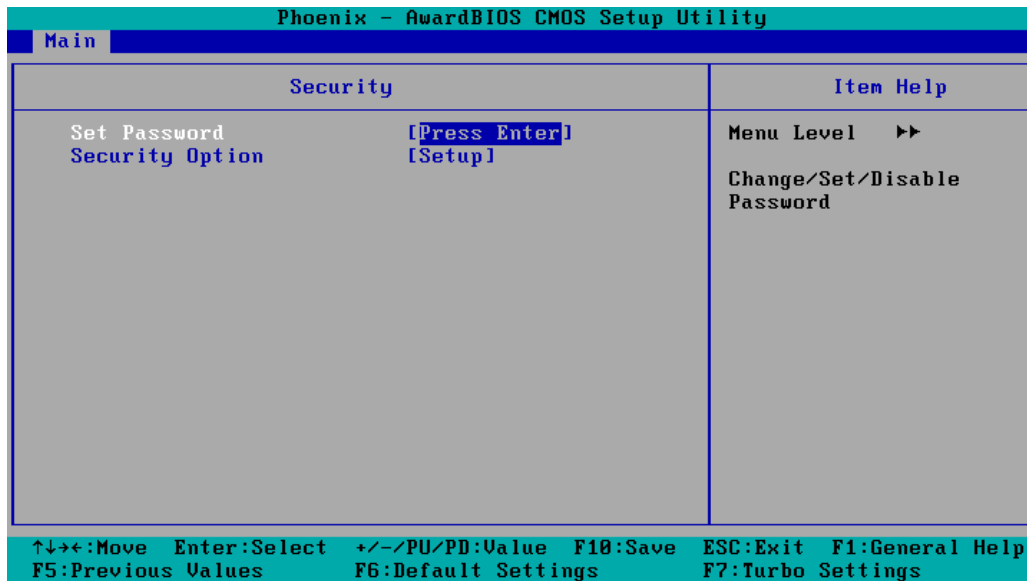 Phoenix - AwardBIOS CMOS Setup Utility
Main
Security
Set Password [Press Enter]
Security Option [Setup]
Item Help
Menu Level ▸▸
Change/Set/Disable
Password
↑↓→←:Move Enter:Select +/-/PU/PD:Value F10:Save ESC:Exit F1:General Help
F5:Previous Values F6:Default Settings F7:Turbo Settings